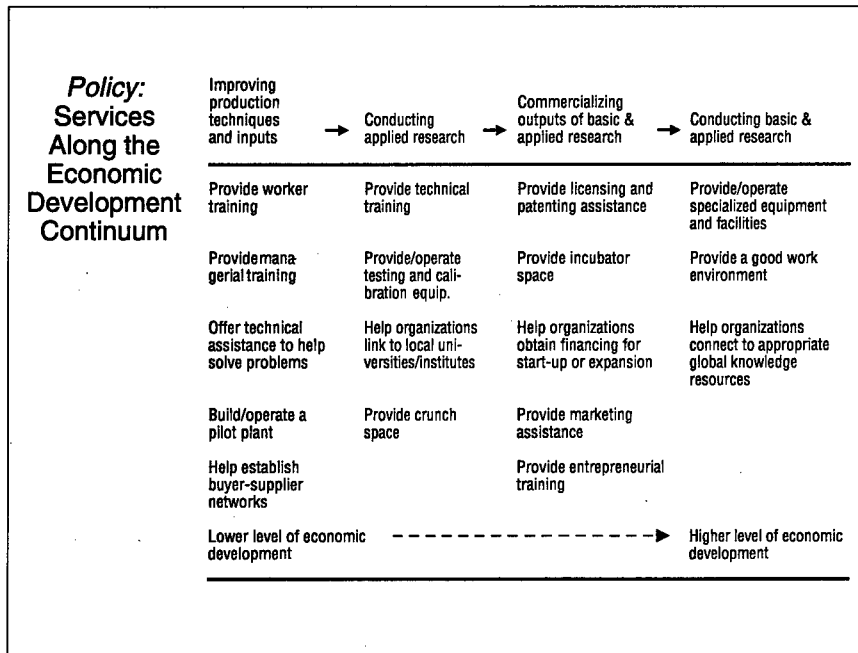 Policy:
Services
Along the
Economic
Development
Continuum
Improving
production
techniques
and inputs
→ Conducting
applied research
→ Commercializing
outputs of basic &
applied research
→ Conducting basic &
applied research
Provide worker
training
Provide technical
training
Provide licensing and
patenting assistance
Provide/operate
specialized equipment
and facilities
Provide mana-
gerial training
Provide/operate
testing and cali-
bration equip.
Provide incubator
space
Provide a good work
environment
Offer technical
assistance to help
solve problems
Help organizations
link to local uni-
versities/institutes
Help organizations
obtain financing for
start-up or expansion
Help organizations
connect to appropriate
global knowledge
resources
Build/operate a
pilot plant
Provide crunch
space
Provide marketing
assistance
Help establish
buyer-supplier
networks
Provide entrepreneurial
training
Lower level of economic
development
Higher level of economic
development